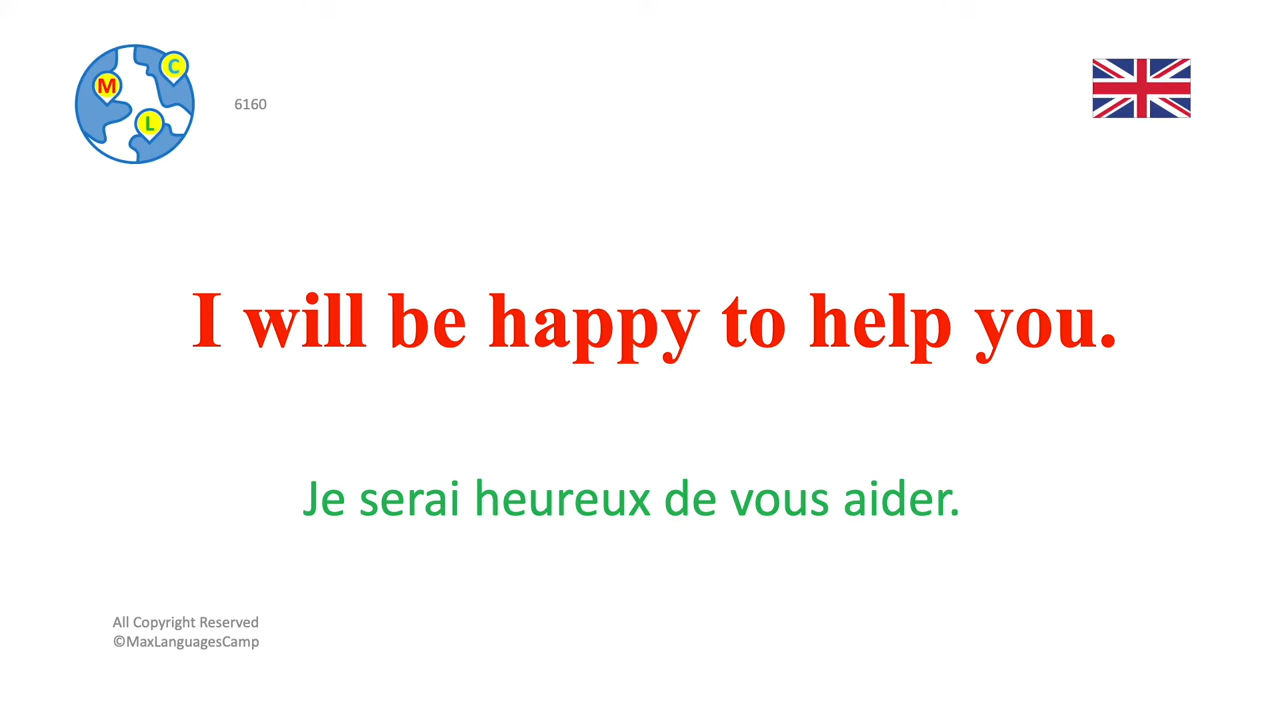 C
M
L
6160
I will be happy to help you.
Je serai heureux de vous aider.
All Copyright Reserved
©MaxLanguagesCamp